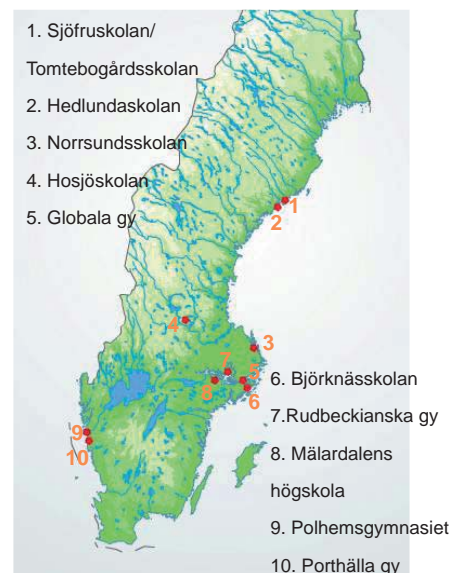 1. Sjöfruskolan/
Tomtebogårdsskolan
2. Hedlundaskolan
3. Norrsundsskolan
4. Hosjöskolan
5. Globala gy
1
2
4
3
7
5
8
6
6. Björknässkolan
7.Rudbeckianska gy
8. Mälardalens
högskola
9
10
9. Polhemsgymnasiet
10. Porthälla gy